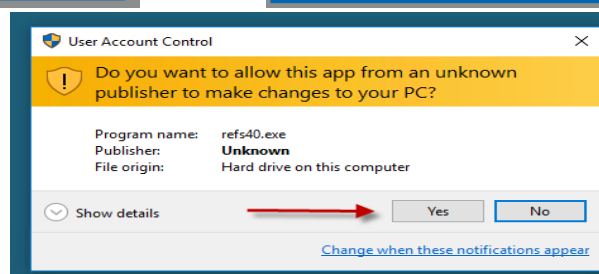 User Account Control
Do you want to allow this app from an unknown
publisher to make changes to your PC?
Program name: refs40.exe
Publisher: Unknown
File origin: Hard drive on this computer
Show details Yes No
Change when these notifications appear